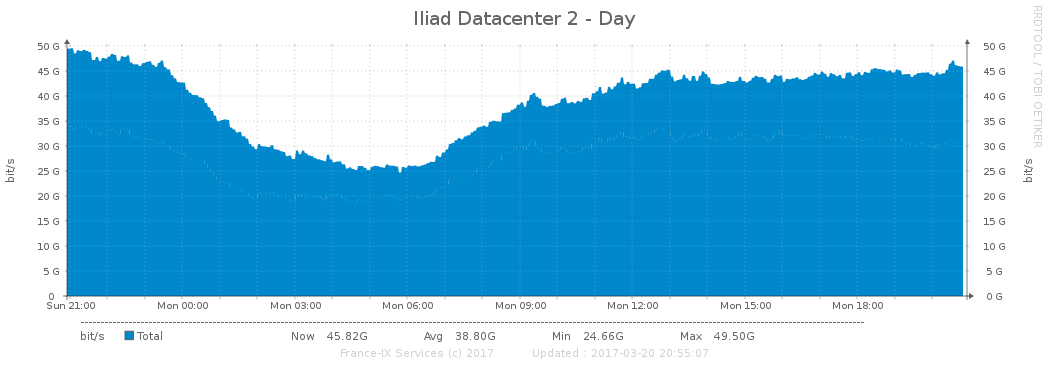 Iliad Datacenter 2 - Day
RRDTOOL / TOBI OETIKER
bit/s
50 G 50 G
45 G 45 G
40 G 40 G
35 G 35 G
30 G 30 G
25 G 25 G
20 G 20 G
15 G 15 G
10 G 10 G
5 G 5 G
0 0 G
bit/s
Sun 21:00 Mon 00:00 Mon 03:00 Mon 06:00 Mon 09:00 Mon 12:00 Mon 15:00 Mon 18:00
bit/s Total Now 45.82G Avg 38.80G Min 24.66G Max 49.50G
France-IX Services (c) 2017 Updated : 2017-03-20 20:55:07